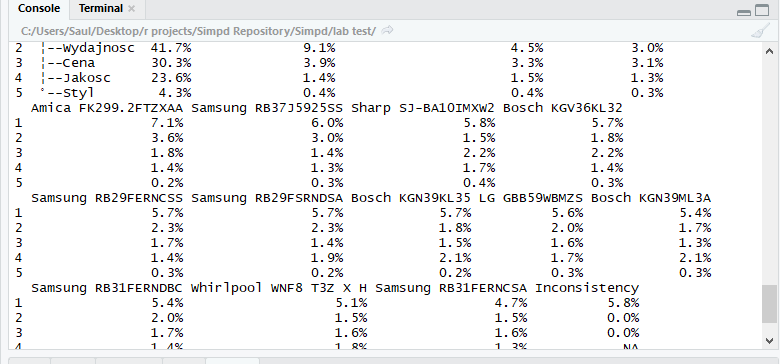 Console Terminal ×
C:/Users/Saul/Desktop/r projects/Simpd Repository/Simpd/lab test/
2 ¦--Wydajnosc 41.7% 9.1% 4.5% 3.0%
3 ¦--Cena 30.3% 3.9% 3.3% 3.1%
4 ¦--Jakosc 23.6% 1.4% 1.5% 1.3%
5 °--Styl 4.3% 0.4% 0.4% 0.3%
Amica FK299.2FTZXAA Samsung RB37J5925SS Sharp SJ-BA10IMXW2 Bosch KGV36KL32
1 7.1% 6.0% 5.8% 5.7%
2 3.6% 3.0% 1.5% 1.8%
3 1.8% 1.4% 2.2% 2.2%
4 1.4% 1.3% 1.7% 1.4%
5 0.2% 0.3% 0.4% 0.3%
Samsung RB29FERNCSS Samsung RB29FSRNDSA Bosch KGN39KL35 LG GBB59WBMZS Bosch KGN39ML3A
1 5.7% 5.7% 5.7% 5.6% 5.4%
2 2.3% 2.3% 1.8% 2.0% 1.7%
3 1.7% 1.4% 1.5% 1.6% 1.3%
4 1.4% 1.9% 2.1% 1.7% 2.1%
5 0.3% 0.2% 0.2% 0.3% 0.3%
Samsung RB31FERNDBC Whirlpool WNF8 T3Z X H Samsung RB31FERNCSA Inconsistency
1 5.4% 5.1% 4.7% 5.8%
2 2.0% 1.5% 1.5% 0.0%
3 1.7% 1.6% 1.6% 0.0%
4 1.4% 1.8% 1.3% NA